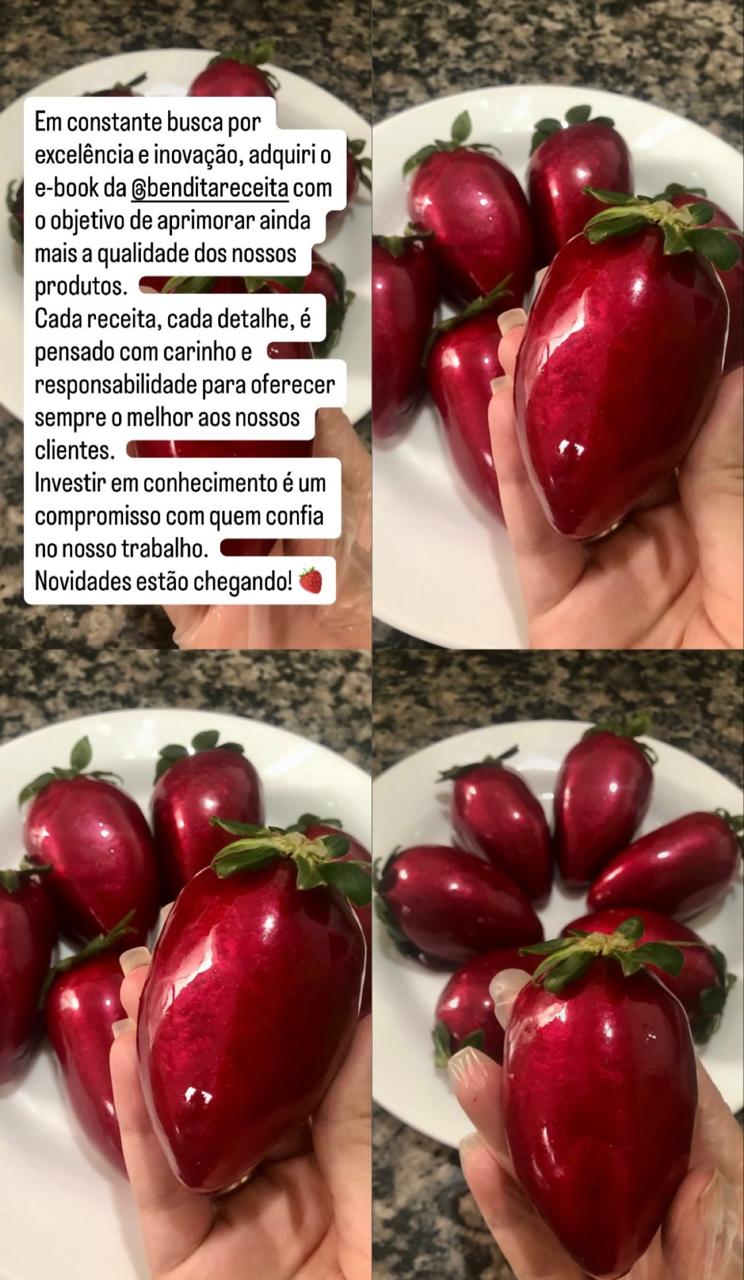 Em constante busca por
excelência e inovação, adquiri o
e-book da @benditareceita com
o objetivo de aprimorar ainda
mais a qualidade dos nossos
produtos.
Cada receita, cada detalhe, é
pensado com carinho e
responsabilidade para oferecer
sempre o melhor aos nossos
clientes.
Investir em conhecimento é um
compromisso com quem confia
no nosso trabalho.
Novidades estão chegando! 🍓